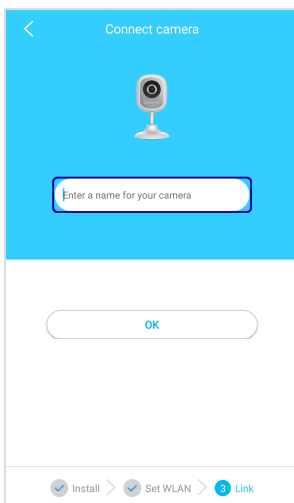 Connect camera
Enter a name for your camera
OK
Install
Set WLAN
3 Link